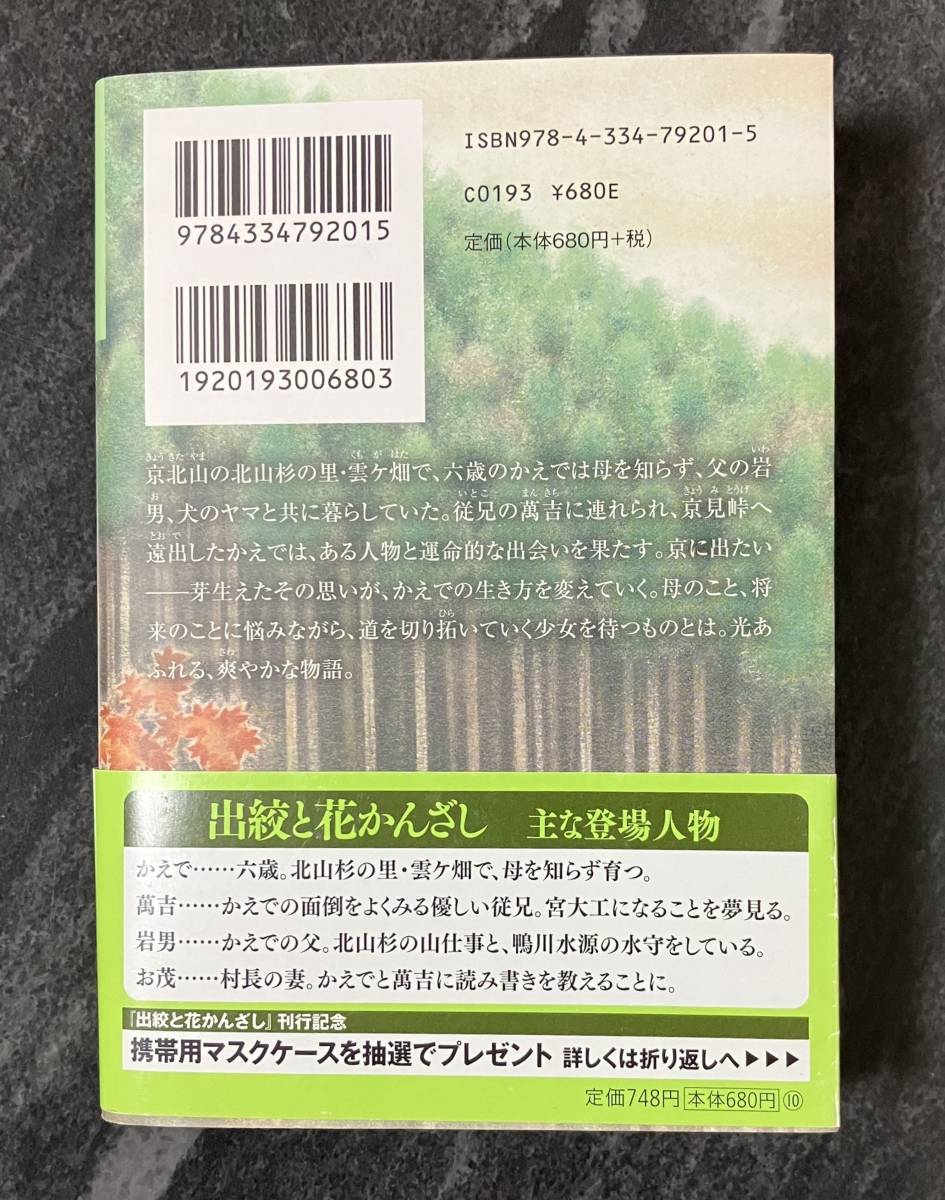 ISBN978-4-334-79201-5
C0193 ¥680E
定価(本体680円+税)
9784334792015
1920193006803
京北山の北山杉の里・雲ケ畑で、六歳のかえでは母を知らず、父の岩
男、犬のヤマと共に暮らしていた。従兄の萬吉に連れられ、京見峠へ
遠出したかえでは、ある人物と運命的な出会いを果たす。京に出たい
――芽生えたその思いが、かえでの生き方を変えていく。母のこと、将
来のことに悩みながら、道を切り拓いていく少女を待つものとは。光あ
ふれる、爽やかな物語。
出絞と花かんざし 主な登場人物
かえで……六歳。北山杉の里・雲ケ畑で、母を知らず育つ。
萬吉……かえでの面倒をよくみる優しい従兄。宮大工になることを夢見る。
岩男……かえでの父。北山杉の山仕事と、鴨川水源の水守をしている。
お茂……村長の妻。かえでと萬吉に読み書きを教えることに。
『出絞と花かんざし』刊行記念
携帯用マスクケースを抽選でプレゼント 詳しくは折り返しへ▶▶▶
定価748円 本体680円 ⑩